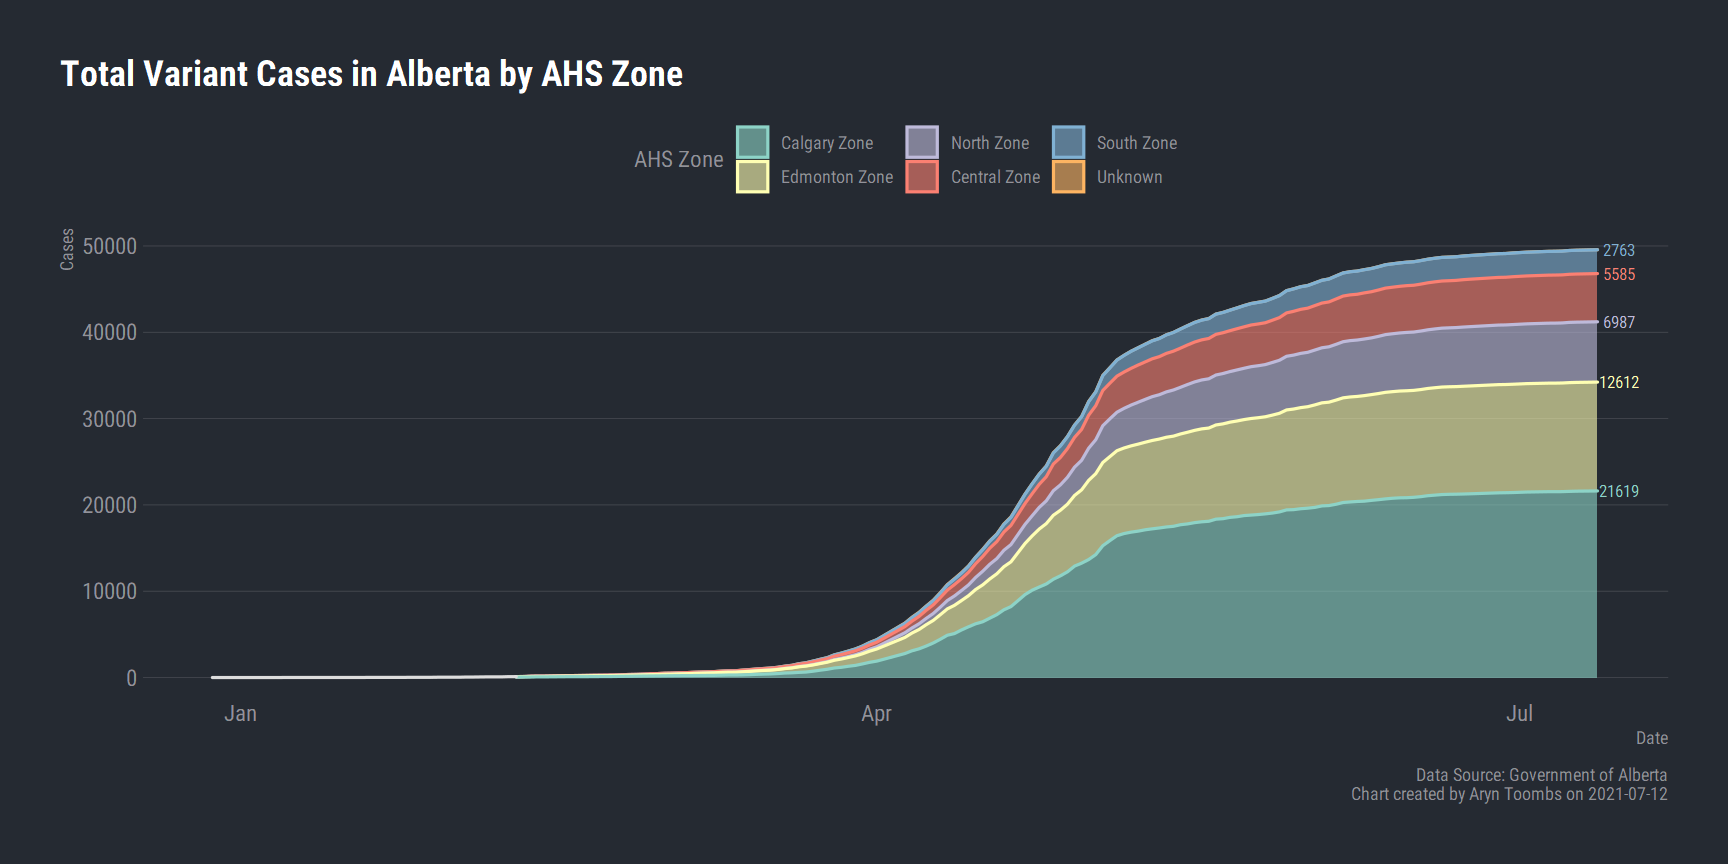 Total Variant Cases in Alberta by AHS Zone
AHS Zone
Calgary Zone
North Zone
South Zone
Edmonton Zone
Central Zone
Unknown
Cases
50000
40000
30000
20000
10000
0
2763
5585
6987
12612
21619
Jan
Apr
Jul
Date
Data Source: Government of Alberta
Chart created by Aryn Toombs on 2021-07-12